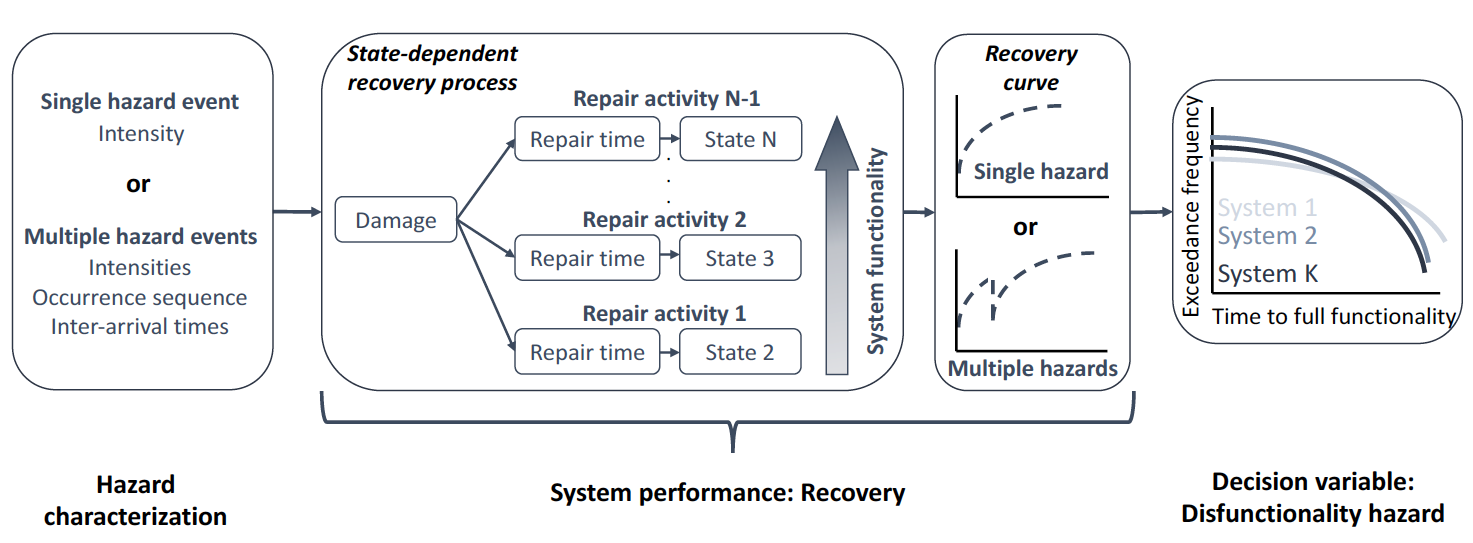 Single hazard event
Intensity
or
Multiple hazard events
Intensities
Occurrence sequence
Inter-arrival times
Hazard
characterization
State-dependent
recovery process
Damage
Repair activity N-1
Repair time
State N
.
.
.
Repair activity 2
Repair time
State 3
Repair activity 1
Repair time
State 2
System functionality
Recovery
curve
Single hazard
or
Multiple hazards
System performance: Recovery
Exceedance frequency
System 1
System 2
System K
Time to full functionality
Decision variable:
Disfunctionality hazard